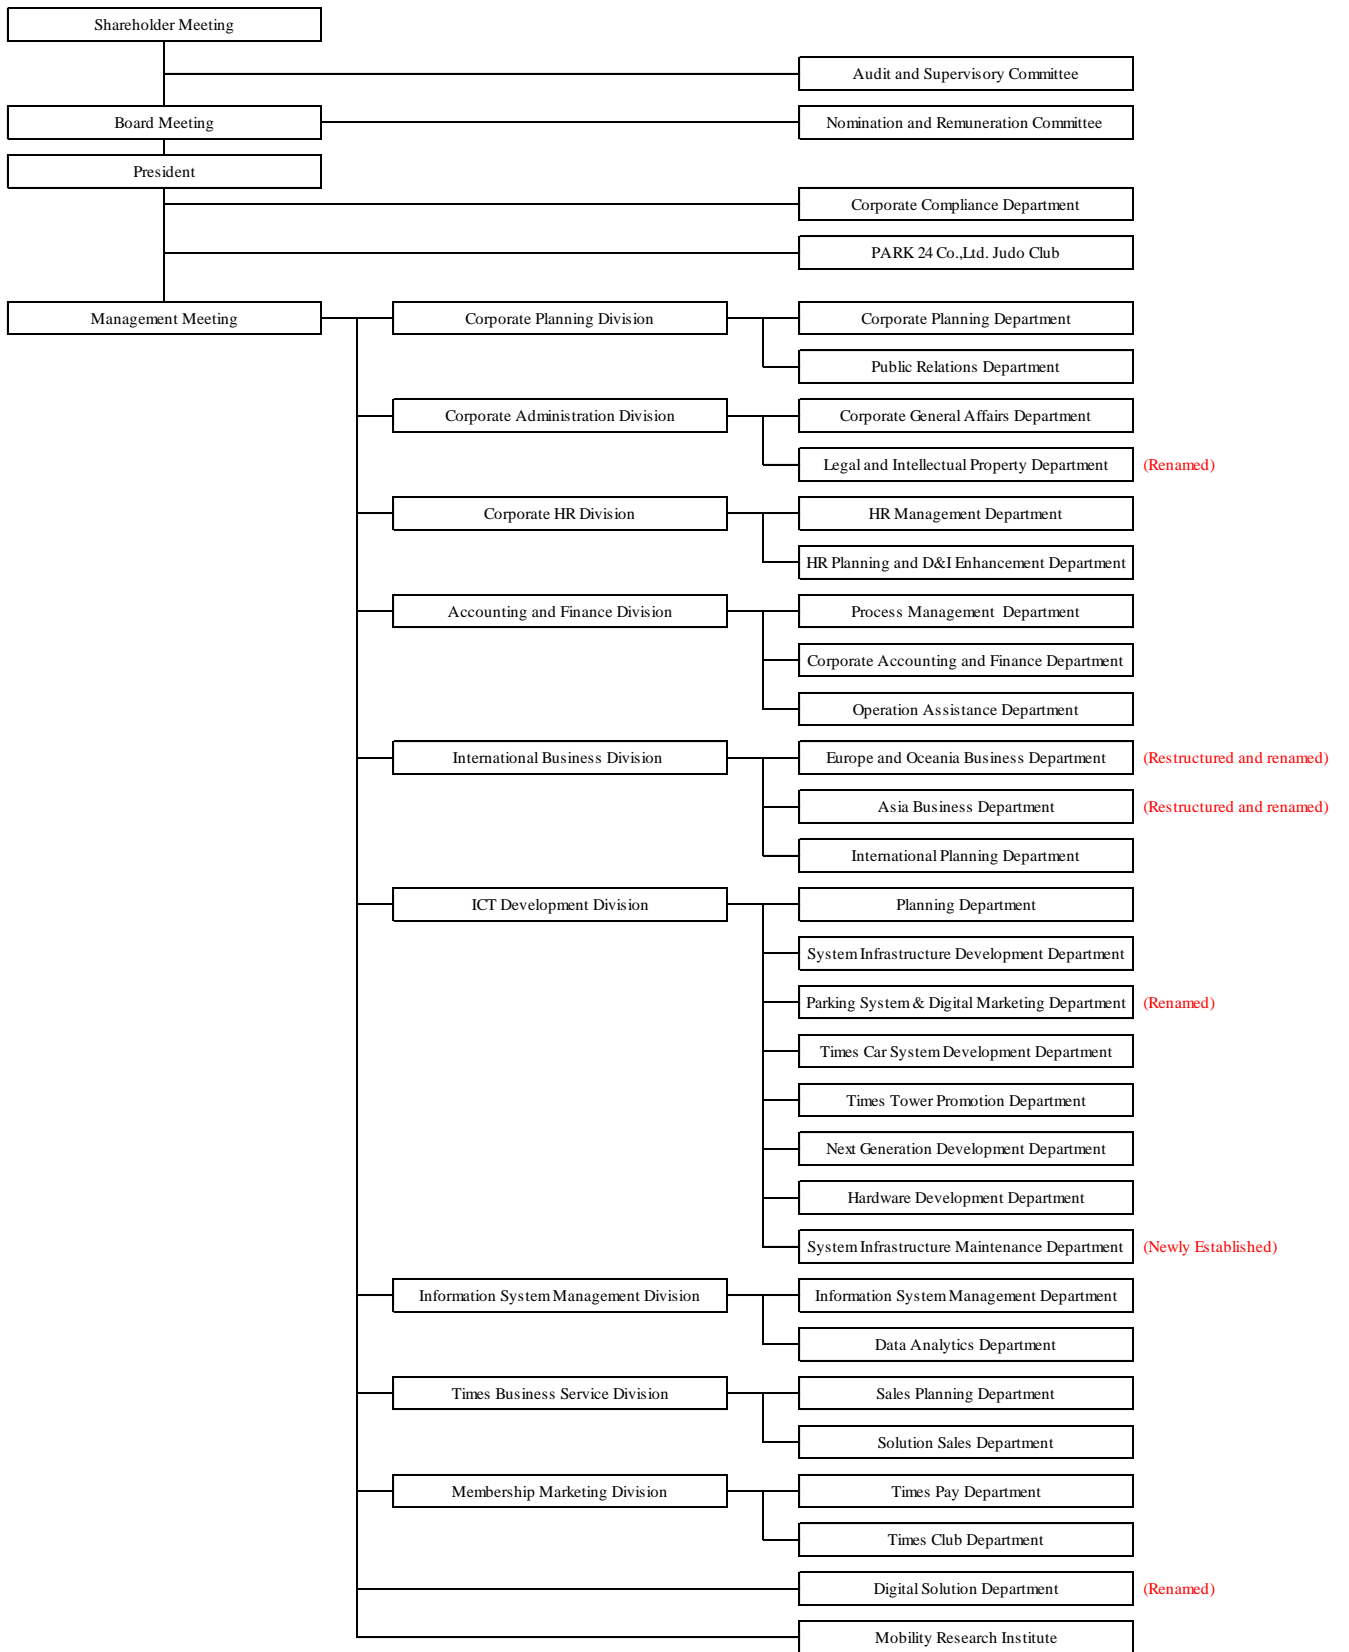 Shareholder Meeting
Audit and Supervisory Committee
Board Meeting
Nomination and Remuneration Committee
President
Corporate Compliance Department
PARK 24 Co.,Ltd. Judo Club
Management Meeting
Corporate Planning Division
Corporate Planning Department
Public Relations Department
Corporate Administration Division
Corporate General Affairs Department
Legal and Intellectual Property Department
(Renamed)
Corporate HR Division
HR Management Department
HR Planning and D&I Enhancement Department
Accounting and Finance Division
Process Management Department
Corporate Accounting and Finance Department
Operation Assistance Department
International Business Division
Europe and Oceania Business Department
(Restructured and renamed)
Asia Business Department
(Restructured and renamed)
International Planning Department
ICT Development Division
Planning Department
System Infrastructure Development Department
Parking System & Digital Marketing Department
(Renamed)
Times Car System Development Department
Times Tower Promotion Department
Next Generation Development Department
Hardware Development Department
System Infrastructure Maintenance Department
(Newly Established)
Information System Management Division
Information System Management Department
Data Analytics Department
Times Business Service Division
Sales Planning Department
Solution Sales Department
Membership Marketing Division
Times Pay Department
Times Club Department
Digital Solution Department
(Renamed)
Mobility Research Institute